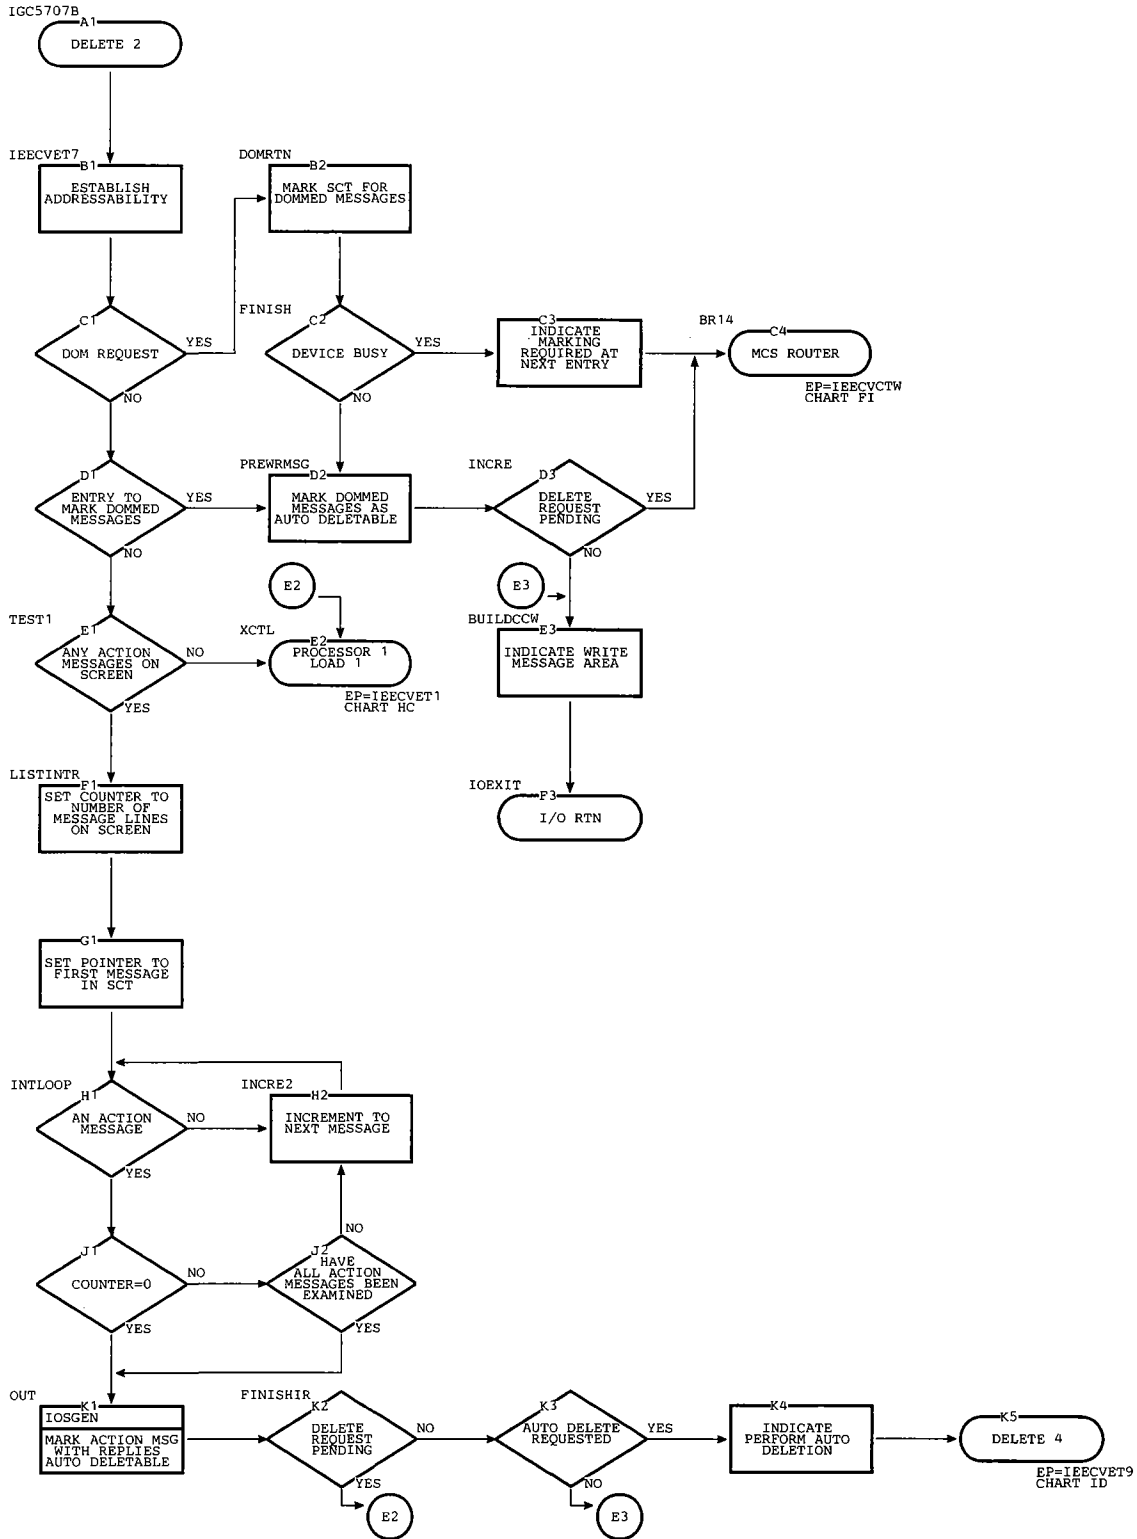 IGC5707B
A1
DELETE 2
IEECVET7
B1
ESTABLISH
ADDRESSABILITY
DOMRTN
B2
MARK SCT FOR
DOMMED MESSAGES
C1
DOM REQUEST
YES
NO
FINISH
C2
DEVICE BUSY
YES
NO
C3
INDICATE
MARKING
REQUIRED AT
NEXT ENTRY
BR14
C4
MCS ROUTER
EP=IEECVCTW
CHART FI
D1
ENTRY TO
MARK DOMMED
MESSAGES
YES
NO
PREWRMSG
D2
MARK DOMMED
MESSAGES AS
AUTO DELETABLE
INCRE
D3
DELETE
REQUEST
PENDING
YES
NO
E2
E3
TEST1
E1
ANY ACTION
MESSAGES ON
SCREEN
NO
YES
XCTL
E2
PROCESSOR 1
LOAD 1
EP=IEECVET1
CHART HC
BUILDCCW
E3
INDICATE WRITE
MESSAGE AREA
LISTINTR
F1
SET COUNTER TO
NUMBER OF
MESSAGE LINES
ON SCREEN
IOEXIT
F3
I/O RTN
G1
SET POINTER TO
FIRST MESSAGE
IN SCT
INTLOOP
H1
AN ACTION
MESSAGE
NO
YES
INCRE2
H2
INCREMENT TO
NEXT MESSAGE
J1
COUNTER=0
NO
YES
NO
J2
HAVE
ALL ACTION
MESSAGES BEEN
EXAMINED
YES
OUT
K1
IOSGEN
MARK ACTION MSG
WITH REPLIES
AUTO DELETABLE
FINISHIR
K2
DELETE
REQUEST
PENDING
NO
YES
E2
K3
AUTO DELETE
REQUESTED
YES
NO
E3
K4
INDICATE
PERFORM AUTO
DELETION
K5
DELETE 4
EP=IEECVET9
CHART ID